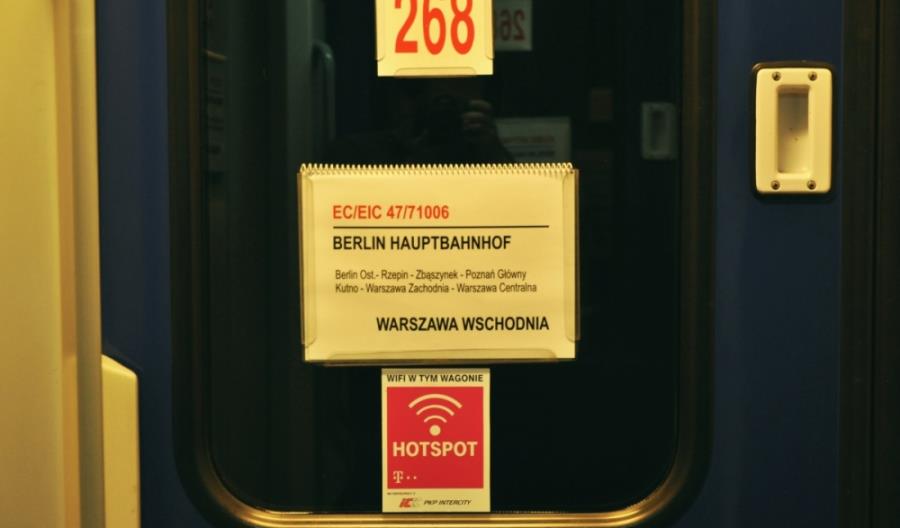 268
EC/EIC 47/71006
BERLIN HAUPTBAHNHOF
Berlin Ost.- Rzepin - Zbąszynek - Poznań Główny
Kutno - Warszawa Zachodnia - Warszawa Centralna
WARSZAWA WSCHODNIA
WIFI W TYM WAGONIE
HOTSPOT
T
PKP INTERCITY